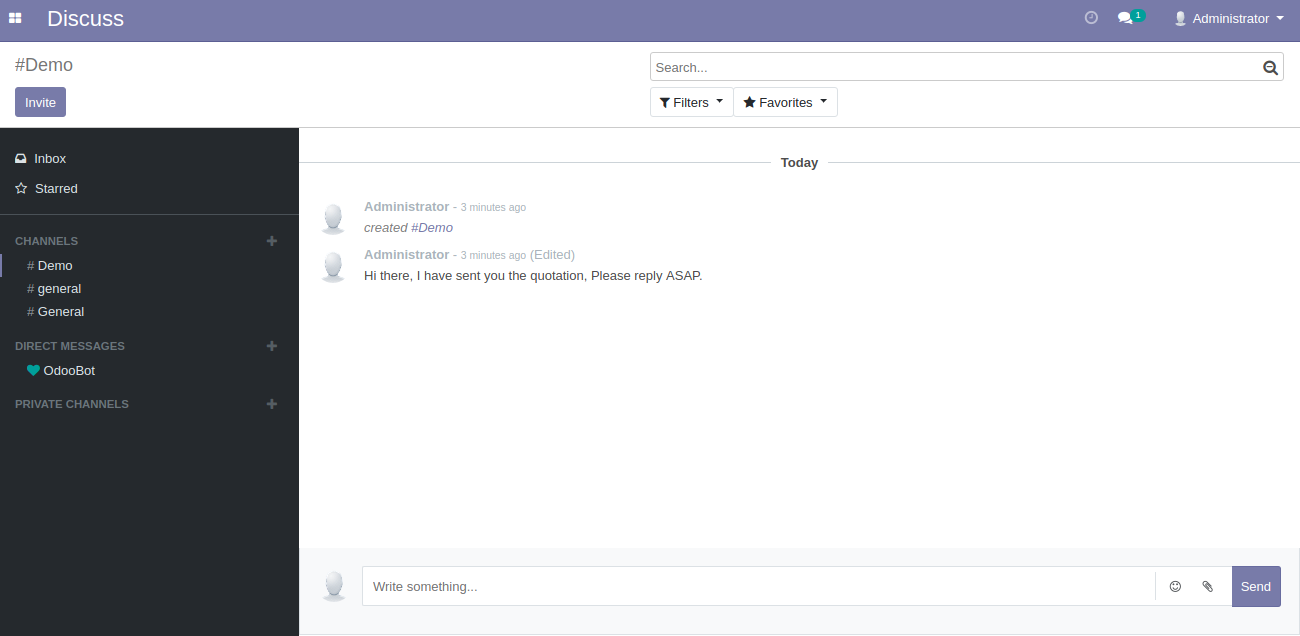 Discuss
1
Administrator
#Demo
Search...
Invite
Filters
Favorites
Inbox
Starred
CHANNELS
# Demo
# general
# General
DIRECT MESSAGES
OdooBot
PRIVATE CHANNELS
Today
Administrator - 3 minutes ago
created #Demo
Administrator - 3 minutes ago (Edited)
Hi there, I have sent you the quotation, Please reply ASAP.
Write something...
Send